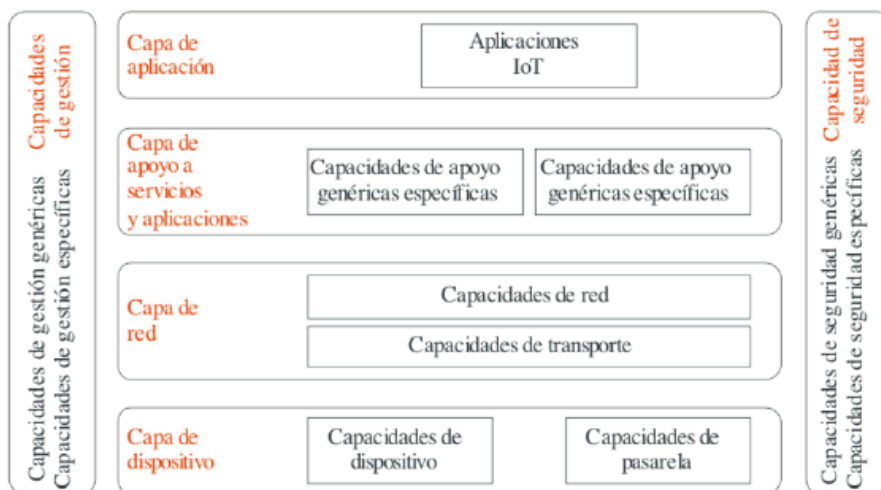 Capacidades
de gestión
Capacidades de gestión genéricas
Capacidades de gestión específicas
Capa de
aplicación
Aplicaciones
IoT
Capa de
apoyo a
servicios
y aplicaciones
Capacidades de apoyo
genéricas específicas
Capacidades de apoyo
genéricas específicas
Capa de
red
Capacidades de red
Capacidades de transporte
Capa de
dispositivo
Capacidades de
dispositivo
Capacidades de
pasarela
Capacidad de
seguridad
Capacidades de seguridad genéricas
Capacidades de seguridad específicas